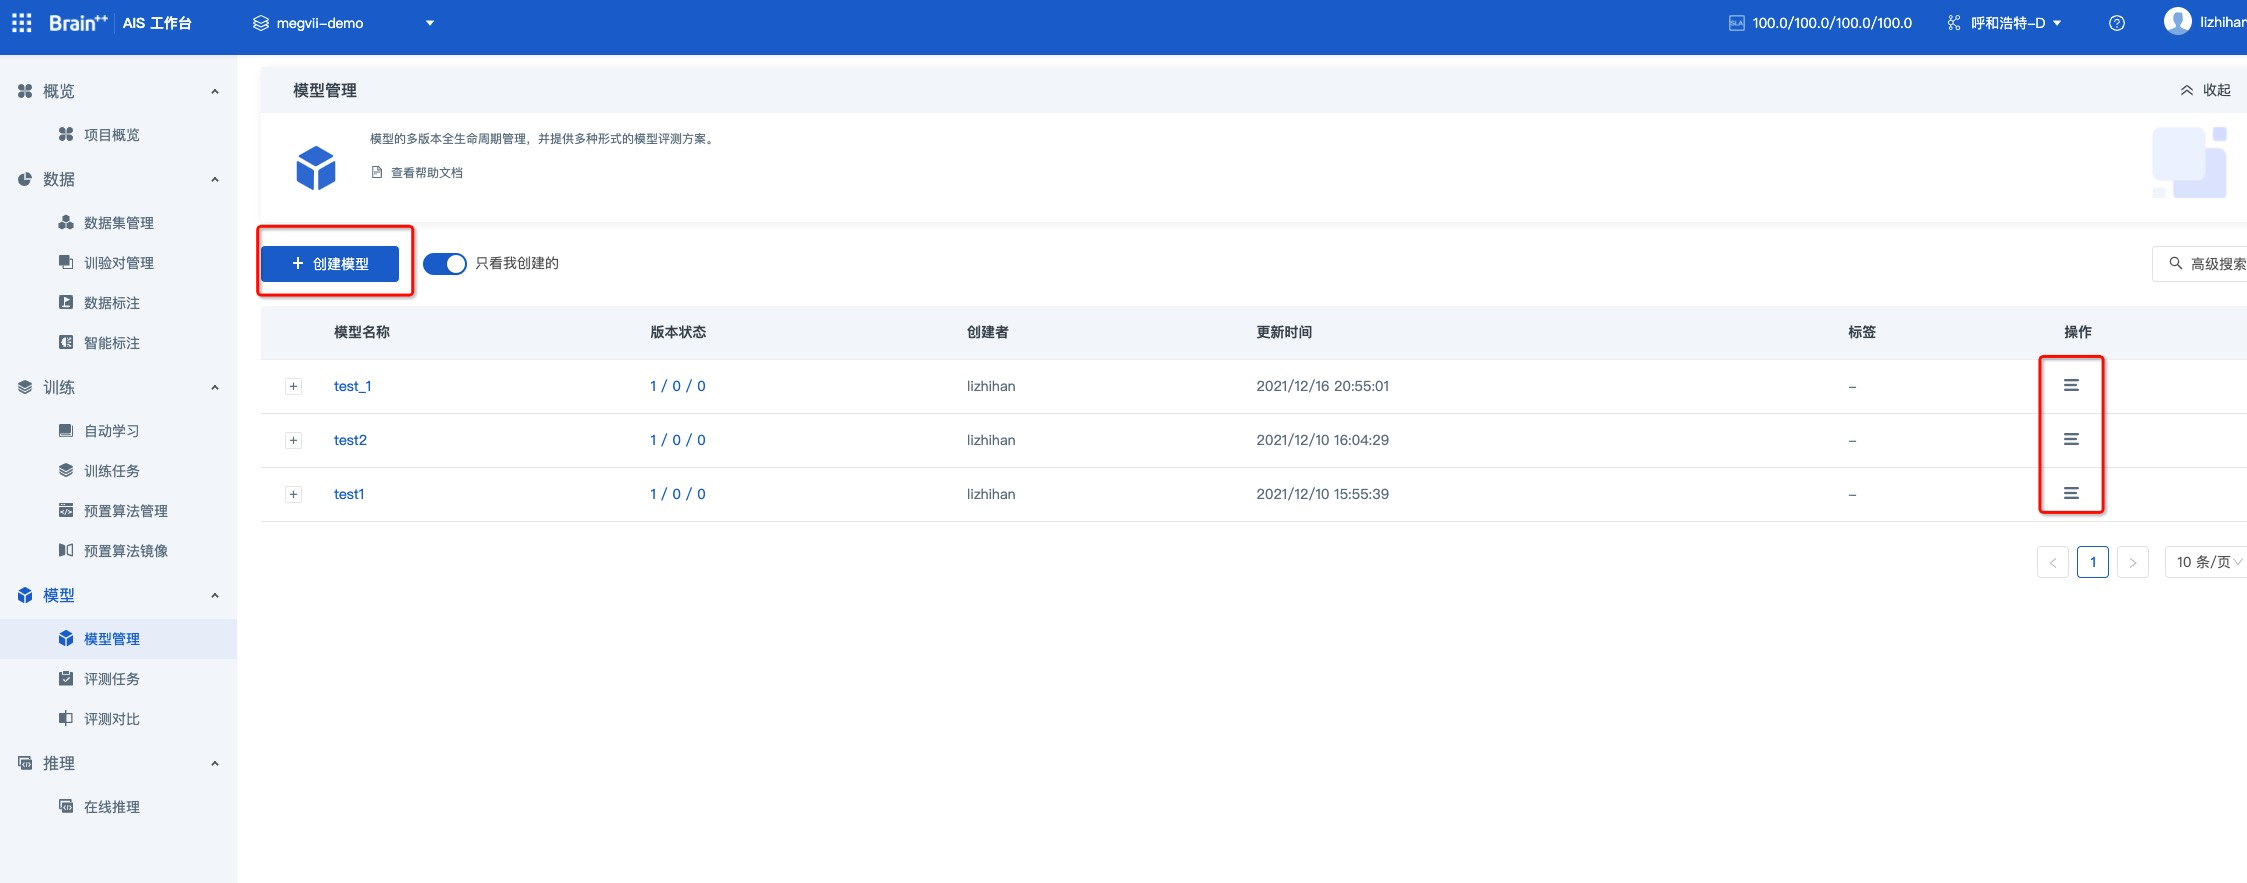 Brain++ AIS 工作台 megvii-demo 100.0/100.0/100.0/100.0 呼和浩特-D lizhihan
概览
项目概览
数据
数据集管理
训验对管理
数据标注
智能标注
训练
自动学习
训练任务
预置算法管理
预置算法镜像
模型
模型管理
评测任务
评测对比
推理
在线推理
模型管理 收起
模型的多版本全生命周期管理，并提供多种形式的模型评测方案。
查看帮助文档
+ 创建模型 只看我创建的 高级搜索
模型名称 版本状态 创建者 更新时间 标签 操作
+ test_1 1 / 0 / 0 lizhihan 2021/12/16 20:55:01 –
+ test2 1 / 0 / 0 lizhihan 2021/12/10 16:04:29 –
+ test1 1 / 0 / 0 lizhihan 2021/12/10 15:55:39 –
< 1 > 10 条/页